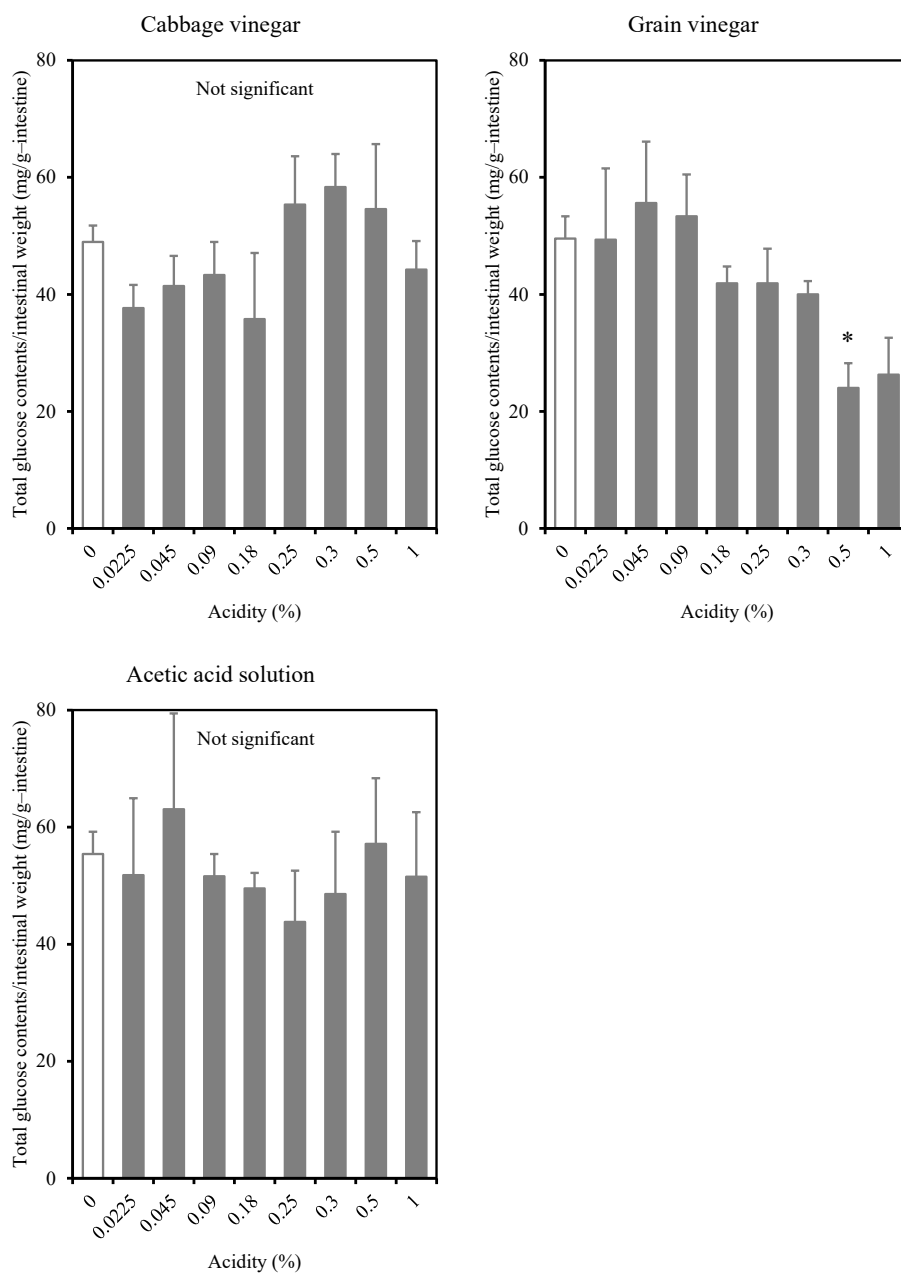 Cabbage vinegar
Total glucose contents/intestinal weight (mg/g–intestine)
80
60
40
20
0
Not significant
0 0.0225 0.045 0.09 0.18 0.25 0.3 0.5 1
Acidity (%)
Grain vinegar
Total glucose contents/intestinal weight (mg/g–intestine)
80
60
40
20
0
*
0 0.0225 0.045 0.09 0.18 0.25 0.3 0.5 1
Acidity (%)
Acetic acid solution
Total glucose contents/intestinal weight (mg/g–intestine)
80
60
40
20
0
Not significant
0 0.0225 0.045 0.09 0.18 0.25 0.3 0.5 1
Acidity (%)